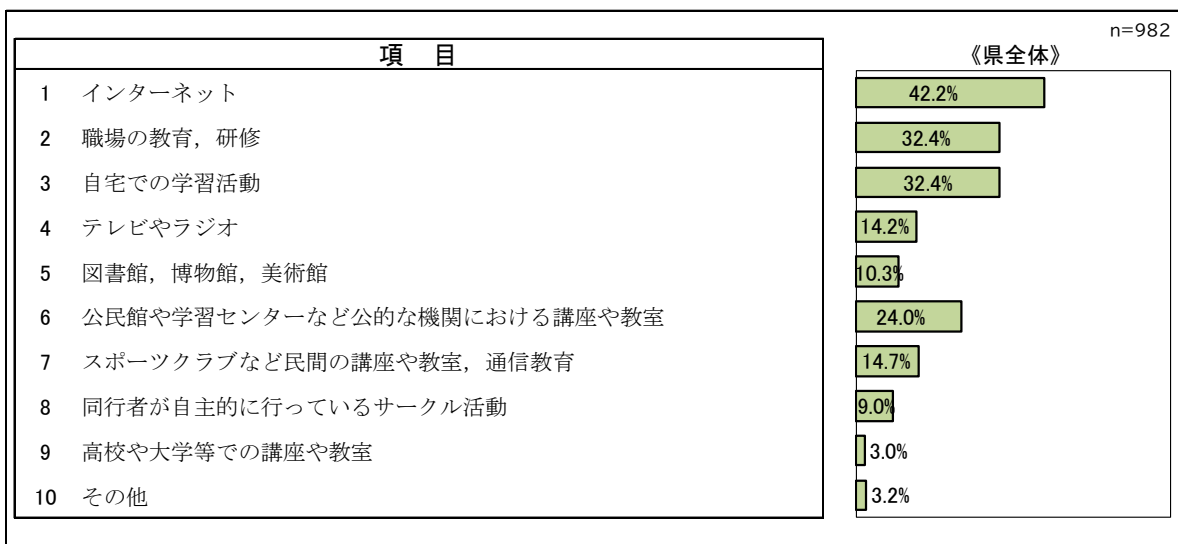 n=982
項 目 《県全体》
1 インターネット 42.2%
2 職場の教育，研修 32.4%
3 自宅での学習活動 32.4%
4 テレビやラジオ 14.2%
5 図書館，博物館，美術館 10.3%
6 公民館や学習センターなど公的な機関における講座や教室 24.0%
7 スポーツクラブなど民間の講座や教室，通信教育 14.7%
8 同行者が自主的に行っているサークル活動 9.0%
9 高校や大学等での講座や教室 3.0%
10 その他 3.2%